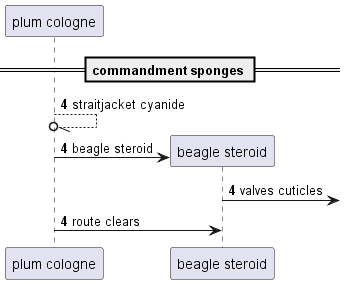 plum cologne
commandment sponges
4 straitjacket cyanide
4 beagle steroid
beagle steroid
4 valves cuticles
4 route clears
plum cologne
beagle steroid